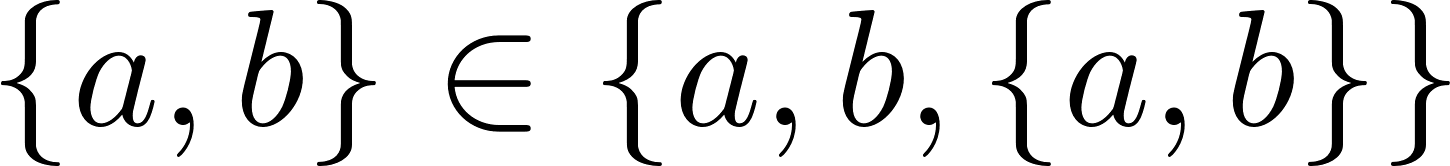 {a, b} ∈ {a, b, {a, b}}